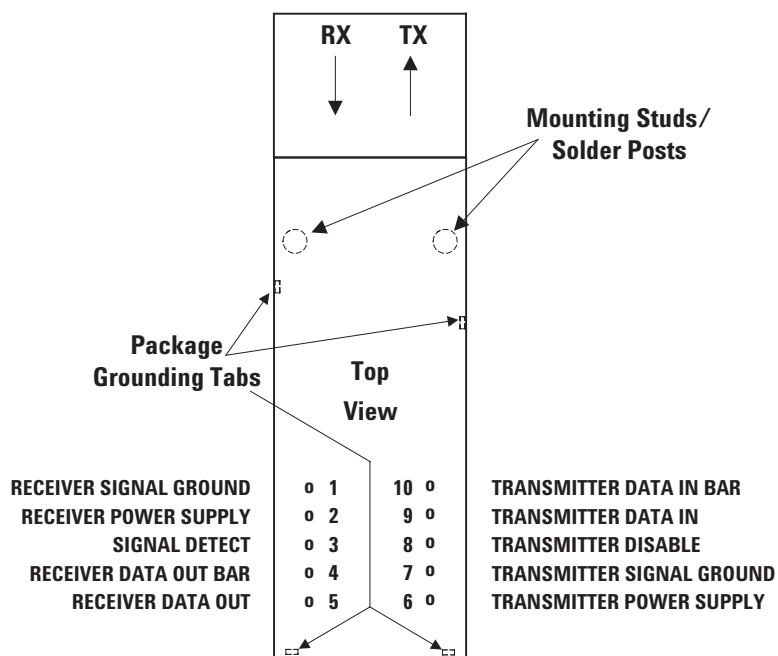 RX TX
Mounting Studs/
Solder Posts
Package
Grounding Tabs
Top
View
RECEIVER SIGNAL GROUND o 1 10 o TRANSMITTER DATA IN BAR
RECEIVER POWER SUPPLY o 2 9 o TRANSMITTER DATA IN
SIGNAL DETECT o 3 8 o TRANSMITTER DISABLE
RECEIVER DATA OUT BAR o 4 7 o TRANSMITTER SIGNAL GROUND
RECEIVER DATA OUT o 5 6 o TRANSMITTER POWER SUPPLY